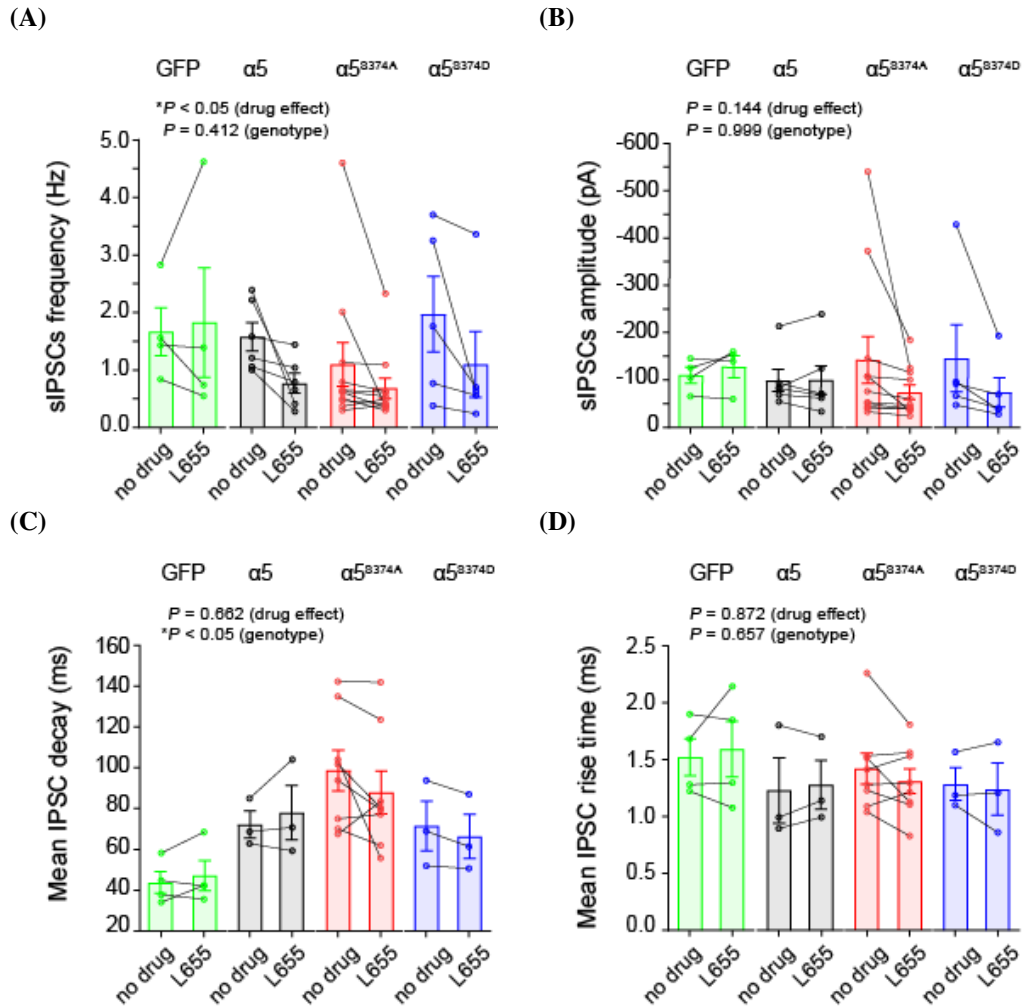 (A)
GFP α5 α5S374A α5S374D
*P < 0.05 (drug effect)
P = 0.412 (genotype)
sIPSCs frequency (Hz)
5.0
4.0
3.0
2.0
1.0
0.0
no drug L655 no drug L655 no drug L655 no drug L655
(B)
GFP α5 α5S374A α5S374D
P = 0.144 (drug effect)
P = 0.999 (genotype)
sIPSCs amplitude (pA)
-600
-500
-400
-300
-200
-100
0
no drug L655 no drug L655 no drug L655 no drug L655
(C)
GFP α5 α5S374A α5S374D
P = 0.662 (drug effect)
*P < 0.05 (genotype)
Mean IPSC decay (ms)
160
140
120
100
80
60
40
20
no drug L655 no drug L655 no drug L655 no drug L655
(D)
GFP α5 α5S374A α5S374D
P = 0.872 (drug effect)
P = 0.657 (genotype)
Mean IPSC rise time (ms)
2.5
2.0
1.5
1.0
0.5
0.0
no drug L655 no drug L655 no drug L655 no drug L655